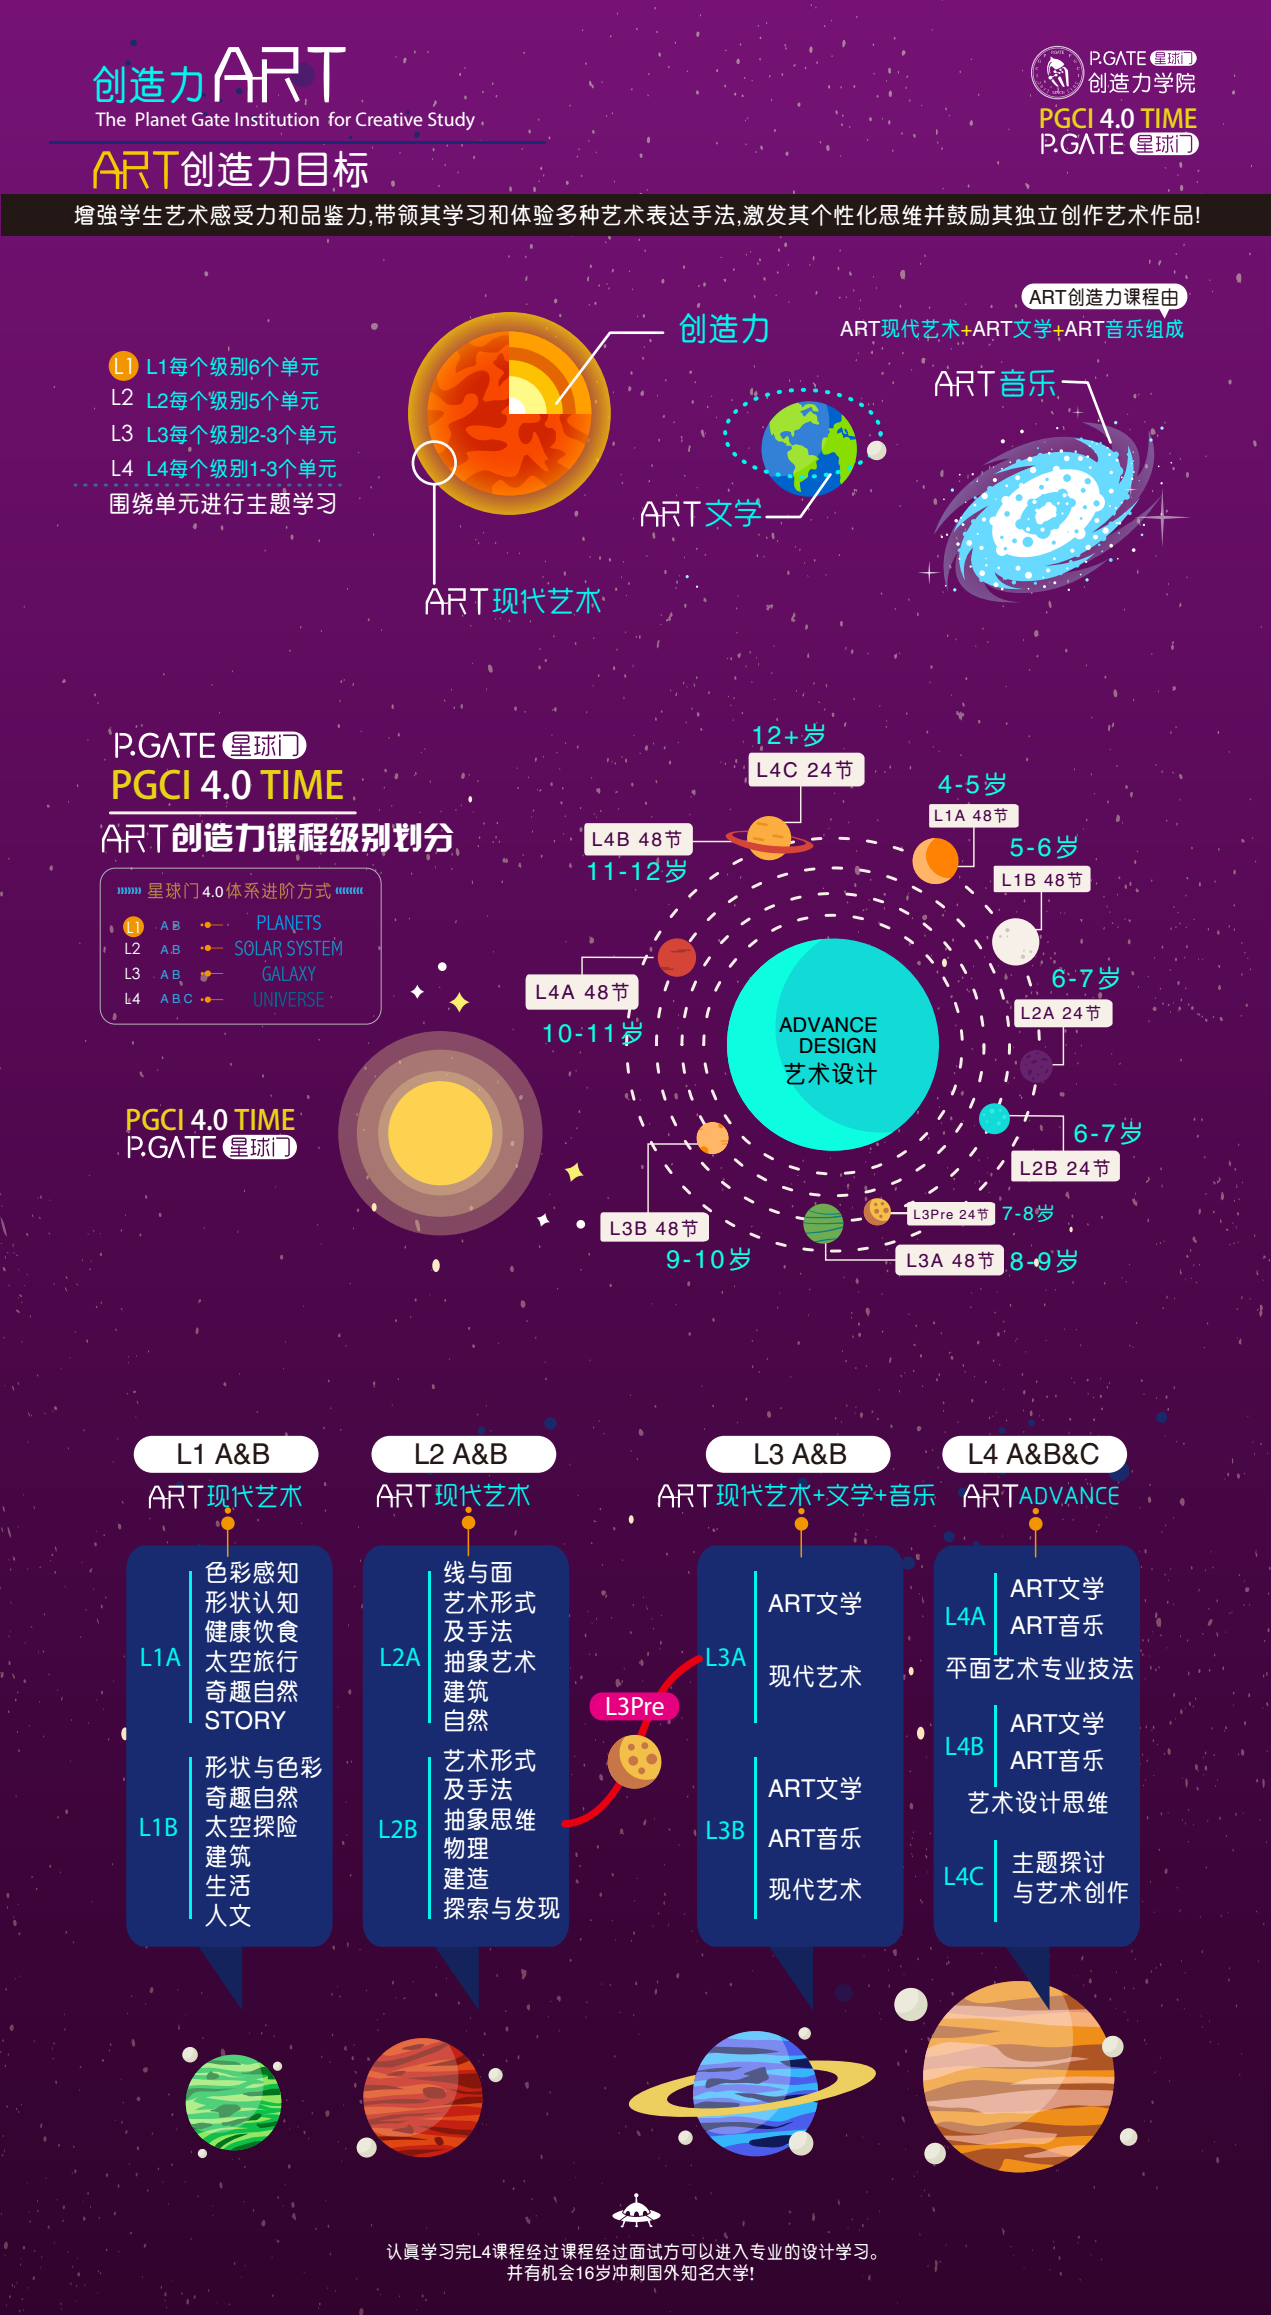 创造力ART
The Planet Gate Institution for Creative Study
ART创造力目标
P.GATE 星球门
创造力学院
PGCI 4.0 TIME
P.GATE 星球门
增強学生艺术感受力和品鉴力,带领其学习和体验多种艺术表达手法,激发其个性化思维并鼓励其独立创作艺术作品!
L1 L1每个级别6个单元
L2 L2每个级别5个单元
L3 L3每个级别2-3个单元
L4 L4每个级别1-3个单元
围绕单元进行主题学习
创造力
ART现代艺术
ART文学
ART创造力课程由
ART现代艺术+ART文学+ART音乐组成
ART音乐
P.GATE 星球门
PGCI 4.0 TIME
ART创造力课程级别划分
星球门4.0体系进阶方式
L1 A B PLANETS
L2 A.B SOLAR SYSTEM
L3 A B GALAXY
L4 A B C UNIVERSE
PGCI 4.0 TIME
P.GATE 星球门
12+岁
L4C 24节
4-5岁
L1A 48节
5-6岁
L1B 48节
6-7岁
L2A 24节
6-7岁
L2B 24节
L3Pre 24节 7-8岁
L3A 48节 8-9岁
L3B 48节
9-10岁
L4A 48节
10-11岁
L4B 48节
11-12岁
ADVANCE
DESIGN
艺术设计
L1 A&B
ART现代艺术
L1A
色彩感知
形状认知
健康饮食
太空旅行
奇趣自然
STORY
L1B
形状与色彩
奇趣自然
太空探险
建筑
生活
人文
L2 A&B
ART现代艺术
L2A
线与面
艺术形式
及手法
抽象艺术
建筑
自然
L2B
艺术形式
及手法
抽象思维
物理
建造
探索与发现
L3Pre
L3 A&B
ART现代艺术+文学+音乐
L3A
ART文学
现代艺术
L3B
ART文学
ART音乐
现代艺术
L4 A&B&C
ART ADVANCE
L4A
ART文学
ART音乐
平面艺术专业技法
L4B
ART文学
ART音乐
艺术设计思维
L4C
主题探讨
与艺术创作
认真学习完L4课程经过课程经过面试方可以进入专业的设计学习。
并有机会16岁冲刺国外知名大学!